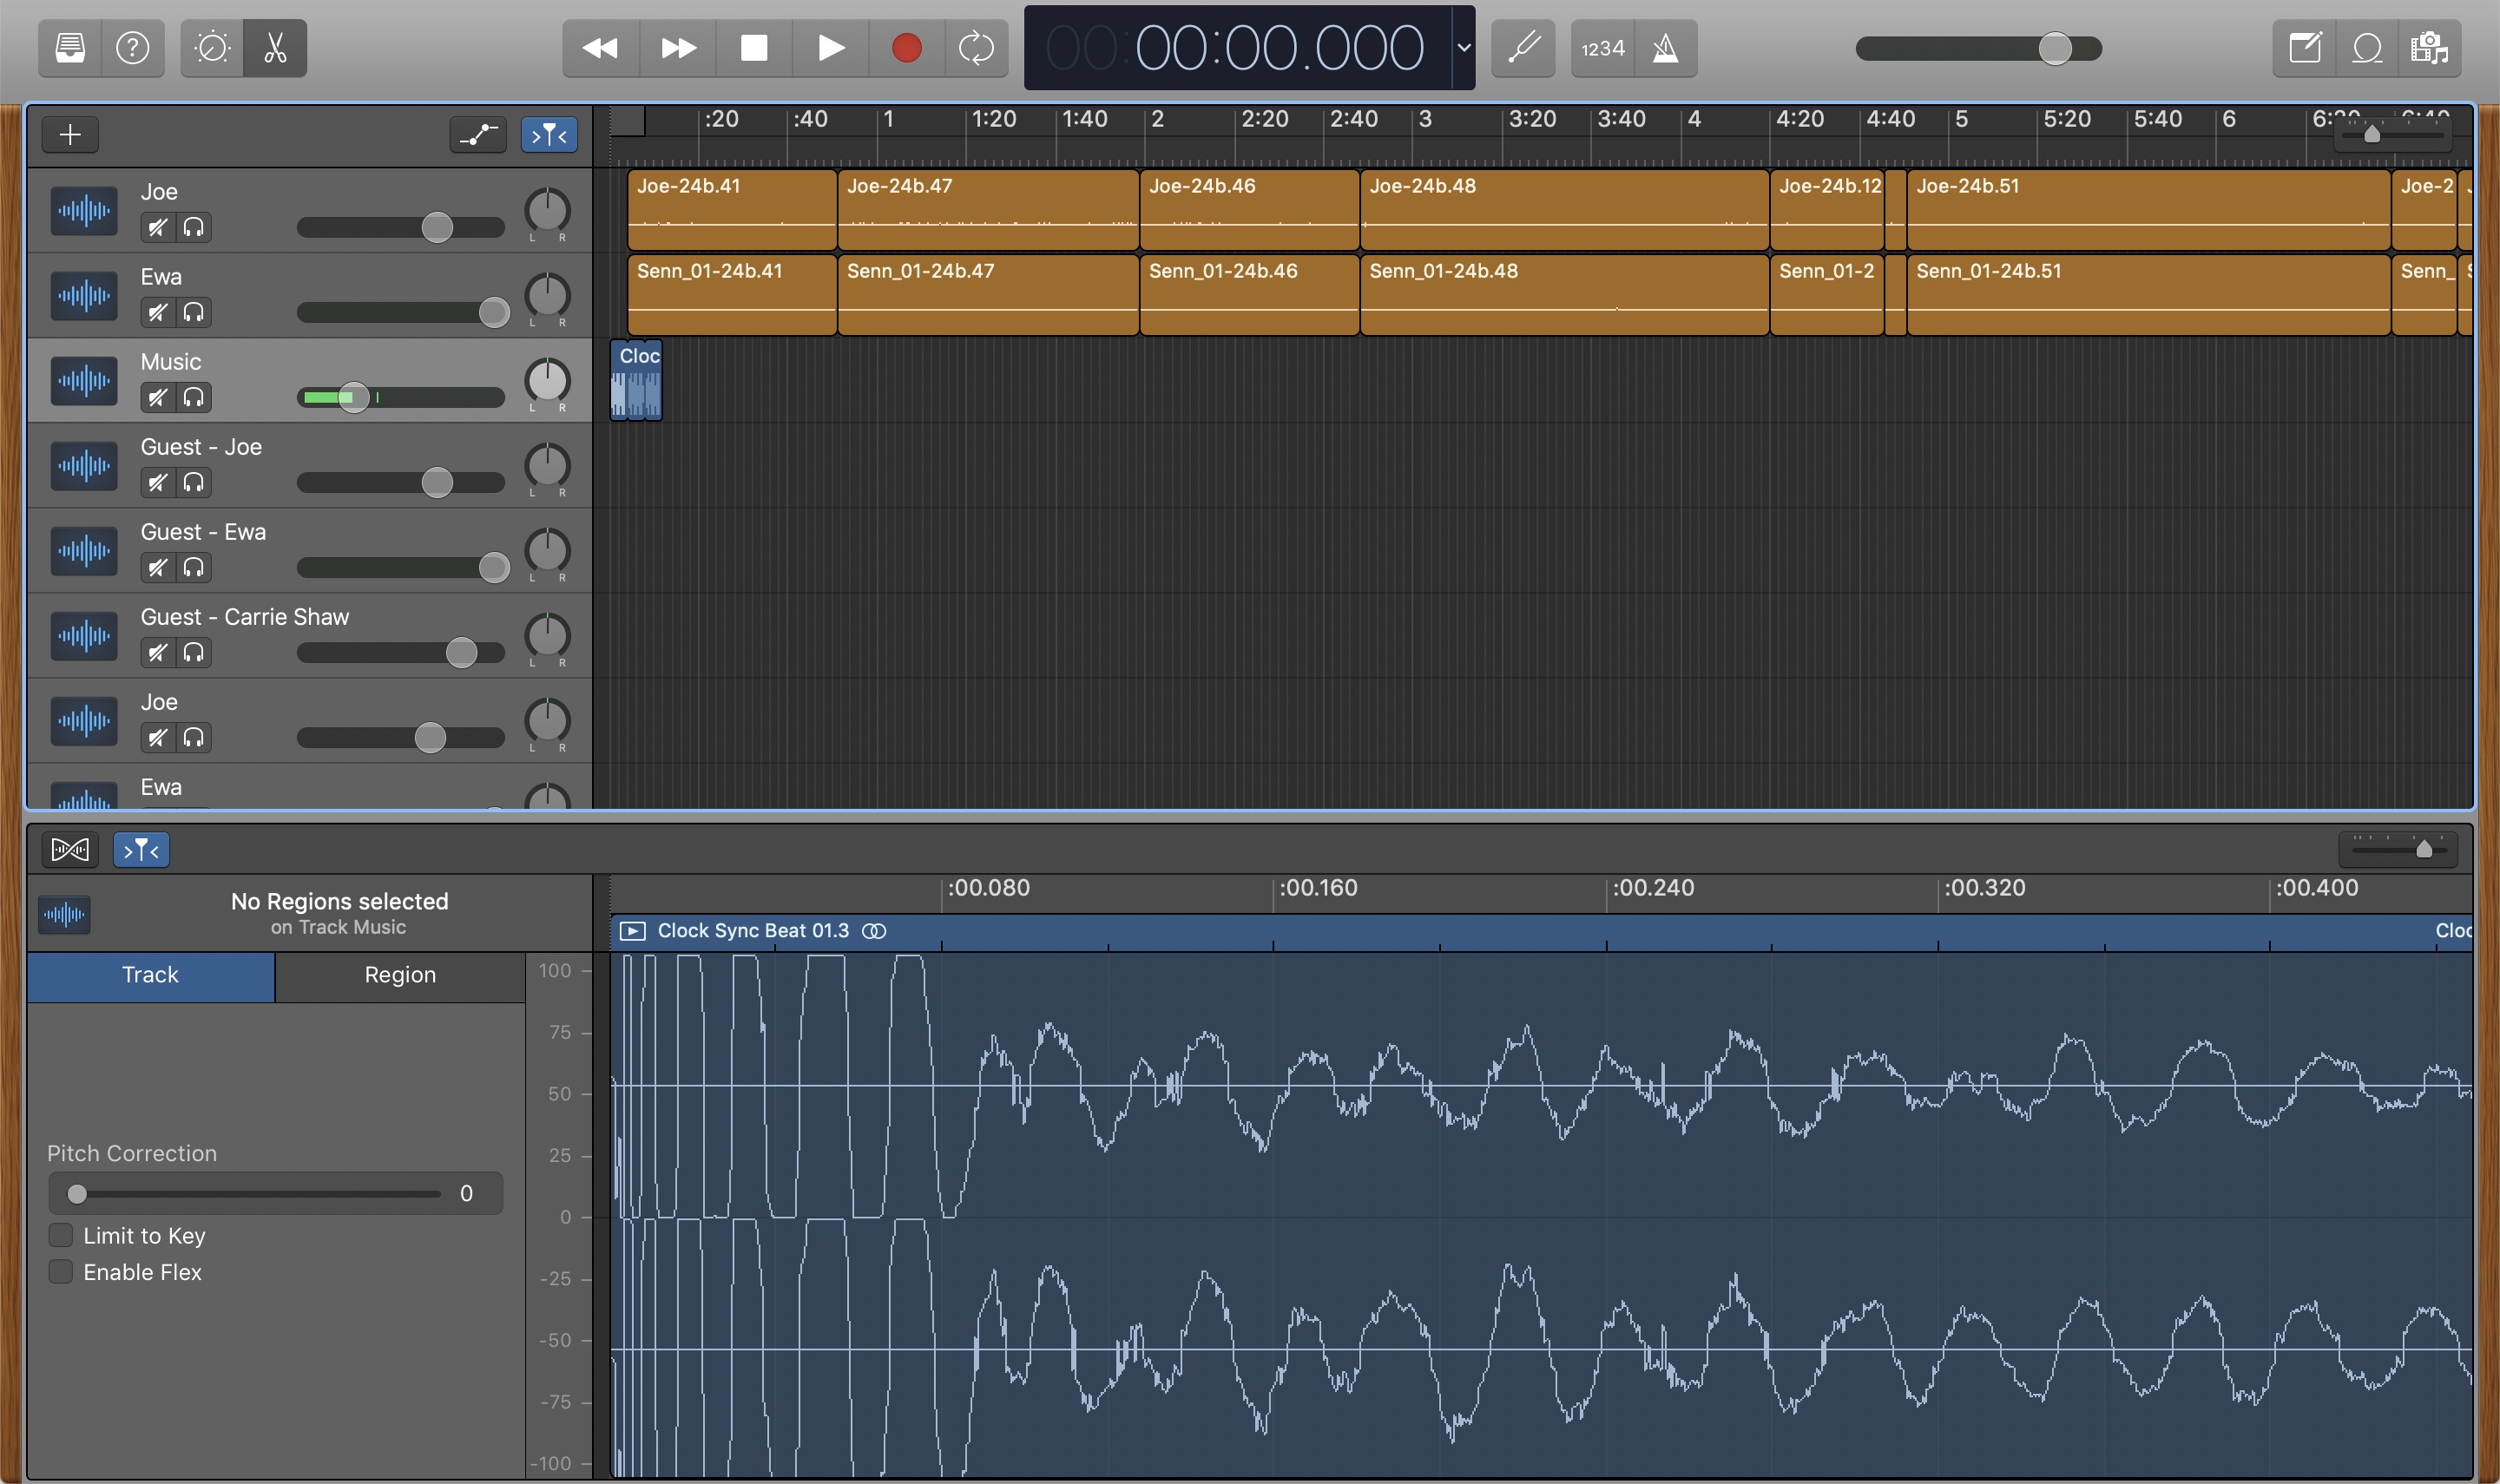 00:00:00.000
1234
:20 :40 1 1:20 1:40 2 2:20 2:40 3 3:20 3:40 4 4:20 4:40 5 5:20 5:40 6
Joe
L R
Joe-24b.41 Joe-24b.47 Joe-24b.46 Joe-24b.48 Joe-24b.12 Joe-24b.51 Joe-2
Ewa
L R
Senn_01-24b.41 Senn_01-24b.47 Senn_01-24b.46 Senn_01-24b.48 Senn_01-2 Senn_01-24b.51 Senn_
Music
L R
Cloc
Guest - Joe
L R
Guest - Ewa
L R
Guest - Carrie Shaw
L R
Joe
L R
Ewa
No Regions selected
on Track Music
:00.080 :00.160 :00.240 :00.320 :00.400
Clock Sync Beat 01.3 Cloc
Track Region
Pitch Correction
0
Limit to Key
Enable Flex
100
75
50
25
0
-25
-50
-75
-100